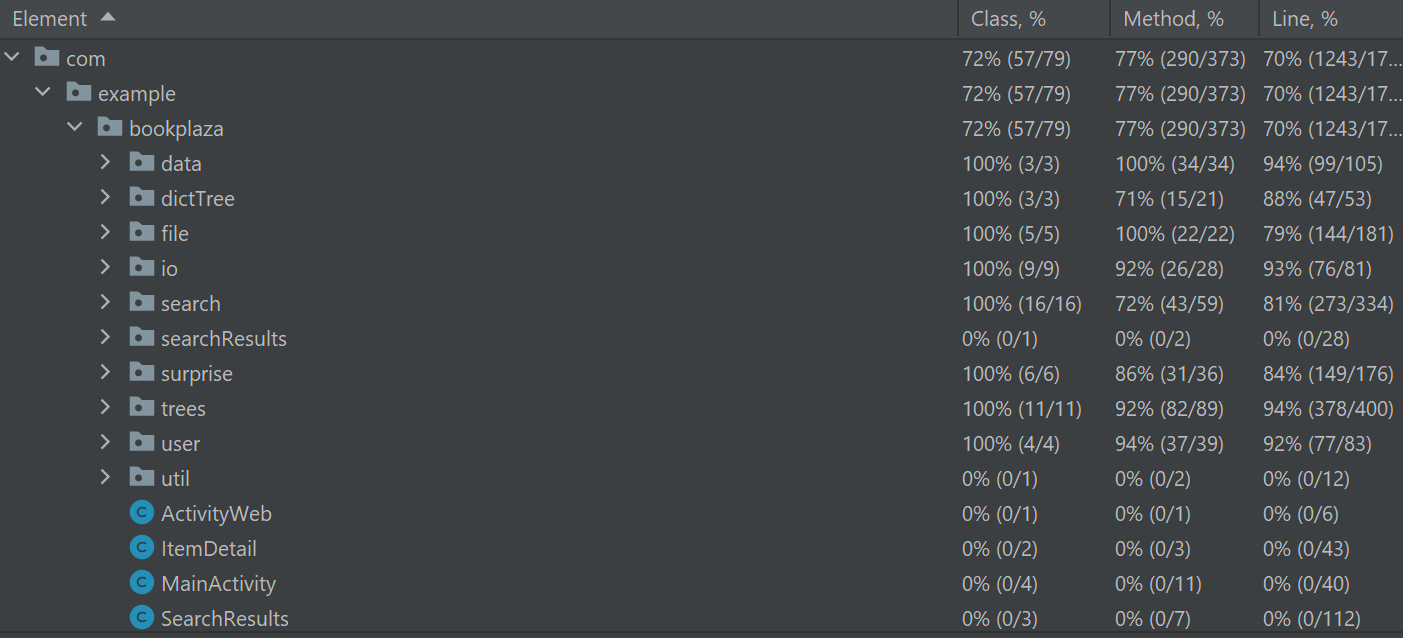 Element Class, % Method, % Line, %
com 72% (57/79) 77% (290/373) 70% (1243/17...
example 72% (57/79) 77% (290/373) 70% (1243/17...
bookplaza 72% (57/79) 77% (290/373) 70% (1243/17...
data 100% (3/3) 100% (34/34) 94% (99/105)
dictTree 100% (3/3) 71% (15/21) 88% (47/53)
file 100% (5/5) 100% (22/22) 79% (144/181)
io 100% (9/9) 92% (26/28) 93% (76/81)
search 100% (16/16) 72% (43/59) 81% (273/334)
searchResults 0% (0/1) 0% (0/2) 0% (0/28)
surprise 100% (6/6) 86% (31/36) 84% (149/176)
trees 100% (11/11) 92% (82/89) 94% (378/400)
user 100% (4/4) 94% (37/39) 92% (77/83)
util 0% (0/1) 0% (0/2) 0% (0/12)
C ActivityWeb 0% (0/1) 0% (0/1) 0% (0/6)
C ItemDetail 0% (0/2) 0% (0/3) 0% (0/43)
C MainActivity 0% (0/4) 0% (0/11) 0% (0/40)
C SearchResults 0% (0/3) 0% (0/7) 0% (0/112)